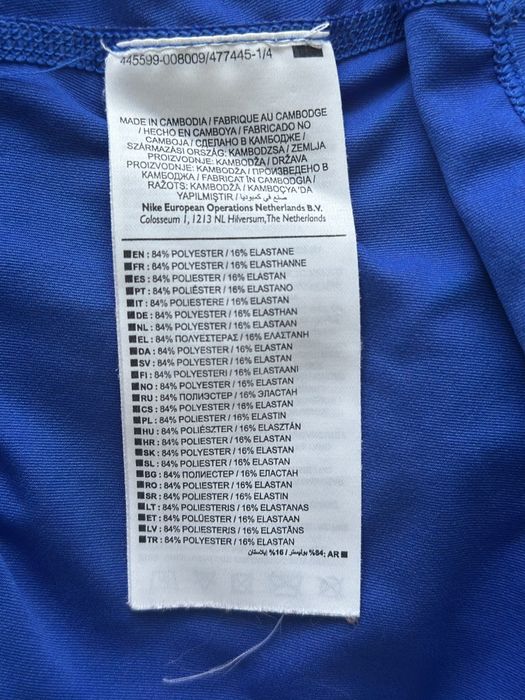 445599-008009/477445-1/4
MADE IN CAMBODIA / FABRIQUE AU CAMBODGE
/ HECHO EN CAMBOYA / FABRICADO NO
CAMBOJA / СДЕЛАНО В КАМБОДЖЕ /
SZÁRMAZÁSI ORSZÁG: KAMBODZSA / ZEMLJA
PROIZVODNJE: KAMBODŽA / DRŽAVA
PROIZVODNJE: KAMBODŽA / ПРОИЗВЕДЕНО В
КАМБОДЖА / FABRICAT ÎN CAMBODGIA /
RAŽOTS: KAMBODŽĀ / KAMBOÇYA'DA
YAPILMIŞTIR / صنع في كمبوديا
Nike European Operations Netherlands B.V.
Colosseum 1, 1213 NL Hilversum, The Netherlands
EN : 84% POLYESTER / 16% ELASTANE
FR : 84% POLYESTER / 16% ELASTHANNE
ES : 84% POLIESTER / 16% ELASTAN
PT : 84% POLIÉSTER / 16% ELASTANO
IT : 84% POLIESTERE / 16% ELASTAN
DE : 84% POLYESTER / 16% ELASTHAN
NL : 84% POLYESTER / 16% ELASTAAN
EL : 84% ΠΟΛΥΕΣΤΕΡΑΣ / 16% ΕΛΑΣΤΑΝΗ
DA : 84% POLYESTER / 16% ELASTAN
SV : 84% POLYESTER / 16% ELASTAN
FI : 84% POLYESTERI / 16% ELASTAANI
NO : 84% POLYESTER / 16% ELASTAN
RU : 84% ПОЛИЭСТЕР / 16% ЭЛАСТАН
CS : 84% POLYESTER / 16% ELASTAN
PL : 84% POLIESTER / 16% ELASTIN
HU : 84% POLIÉSZTER / 16% ELASZTÁN
HR : 84% POLIESTER / 16% ELASTAN
SK : 84% POLYESTER / 16% ELASTAN
SL : 84% POLIESTER / 16% ELASTAN
BG : 84% ПОЛИЕСТЕР / 16% ЕЛАСТАН
RO : 84% POLIESTER / 16% ELASTAN
SR : 84% POLIESTER / 16% ELASTIN
LT : 84% POLIESTERIS / 16% ELASTANAS
ET : 84% POLÜESTER / 16% ELASTAAN
LV : 84% POLIESTERIS / 16% ELASTĀNS
TR : 84% POLYESTER / 16% ELASTAN
AR :84% بوليستر / 16% إيلاستان